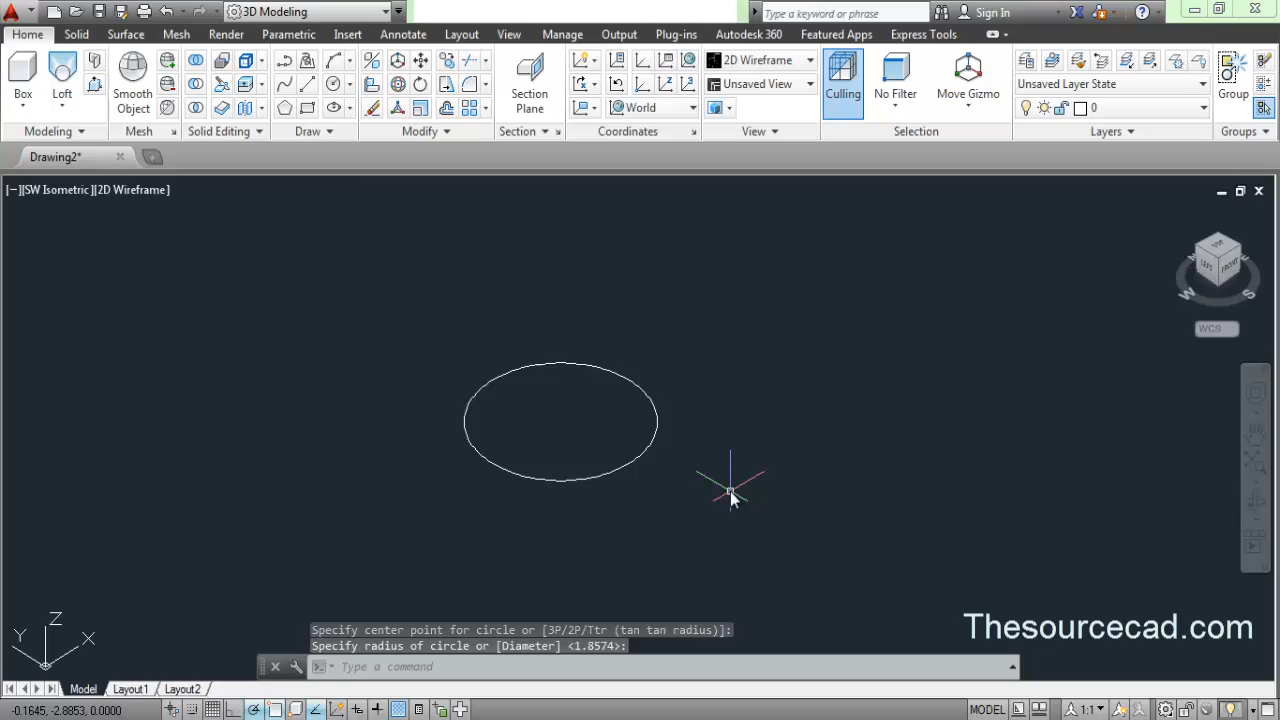 3D Modeling
Type a keyword or phrase
Sign In
Home Solid Surface Mesh Render Parametric Insert Annotate Layout View Manage Output Plug-ins Autodesk 360 Featured Apps Express Tools
Box
Loft
Smooth
Object
Section
Plane
World
2D Wireframe
Unsaved View
Culling
No Filter
Move Gizmo
Unsaved Layer State
0
Group
Modeling Mesh Solid Editing Draw Modify Section Coordinates View Selection Layers Groups
Drawing2*
[−][SW Isometric][2D Wireframe]
TOP
LEFT FRONT
W S
WCS
Z
Y X
Specify center point for circle or [3P/2P/Ttr (tan tan radius)]:
Specify radius of circle or [Diameter] <1.8574>:
Type a command
Thesourcecad.com
Model Layout1 Layout2
-0.1645, -2.8853, 0.0000
MODEL
1:1